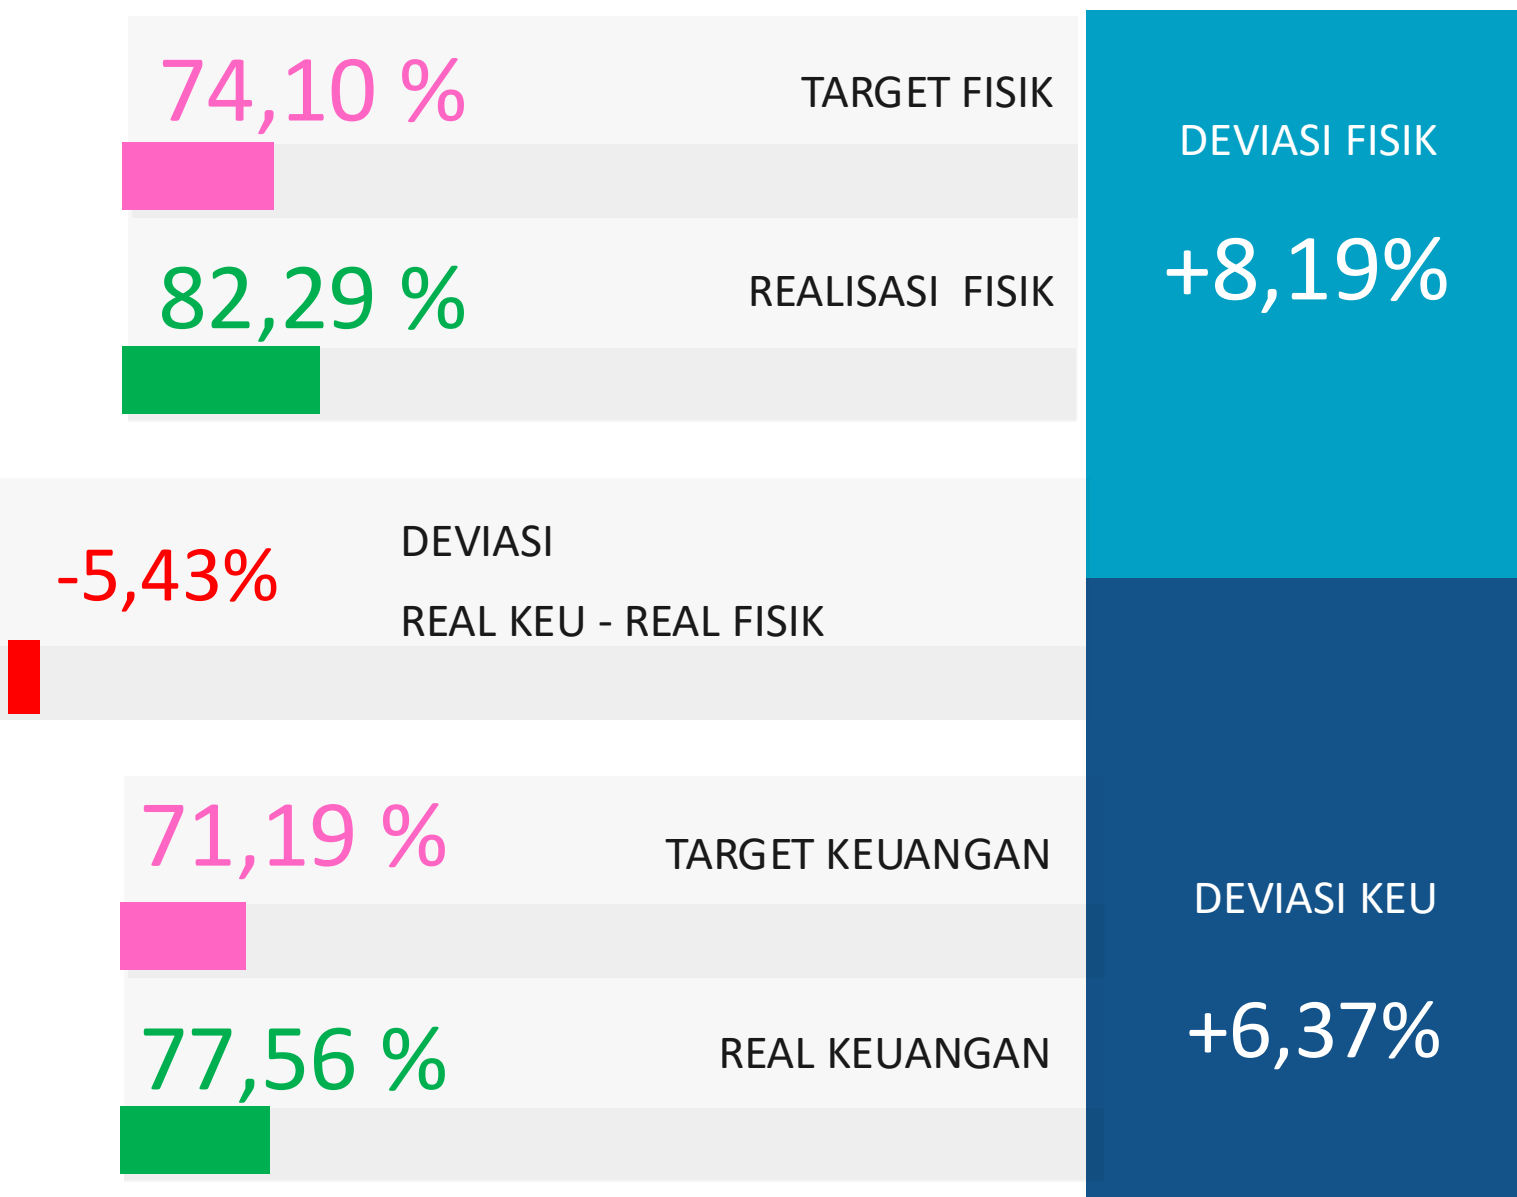 74,10 %
TARGET FISIK
82,29 %
REALISASI FISIK
DEVIASI FISIK
+8,19%
-5,43%
DEVIASI
REAL KEU - REAL FISIK
71,19 %
TARGET KEUANGAN
77,56 %
REAL KEUANGAN
DEVIASI KEU
+6,37%